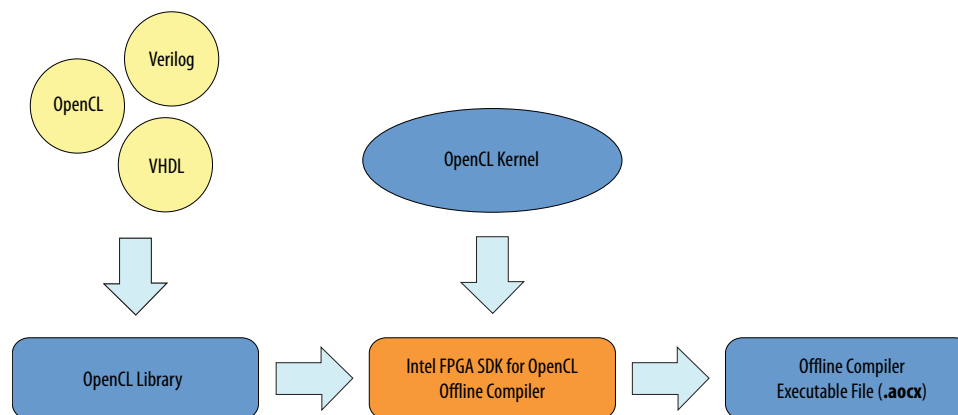 Verilog
OpenCL
VHDL
OpenCL Kernel
OpenCL Library
Intel FPGA SDK for OpenCL
Offline Compiler
Offline Compiler
Executable File (.aocx)